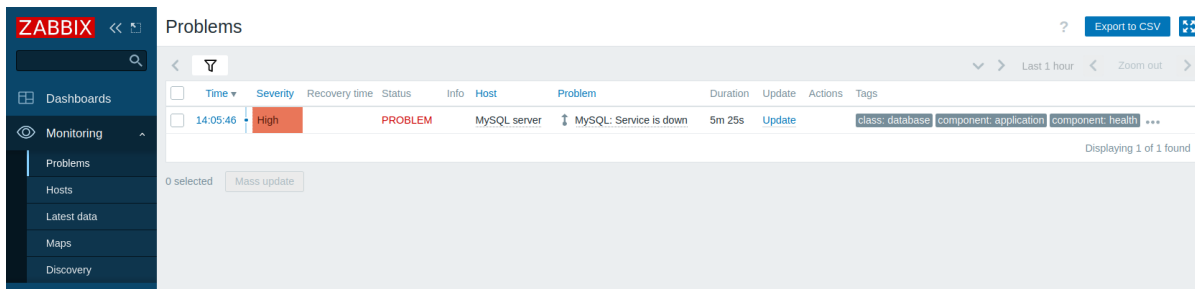 ZABBIX
Problems
?
Export to CSV
Last 1 hour
Zoom out
Dashboards
Monitoring
Problems
Hosts
Latest data
Maps
Discovery
Time Severity Recovery time Status Info Host Problem Duration Update Actions Tags
14:05:46 High PROBLEM MySQL server MySQL: Service is down 5m 25s Update class: database component: application component: health
Displaying 1 of 1 found
0 selected Mass update